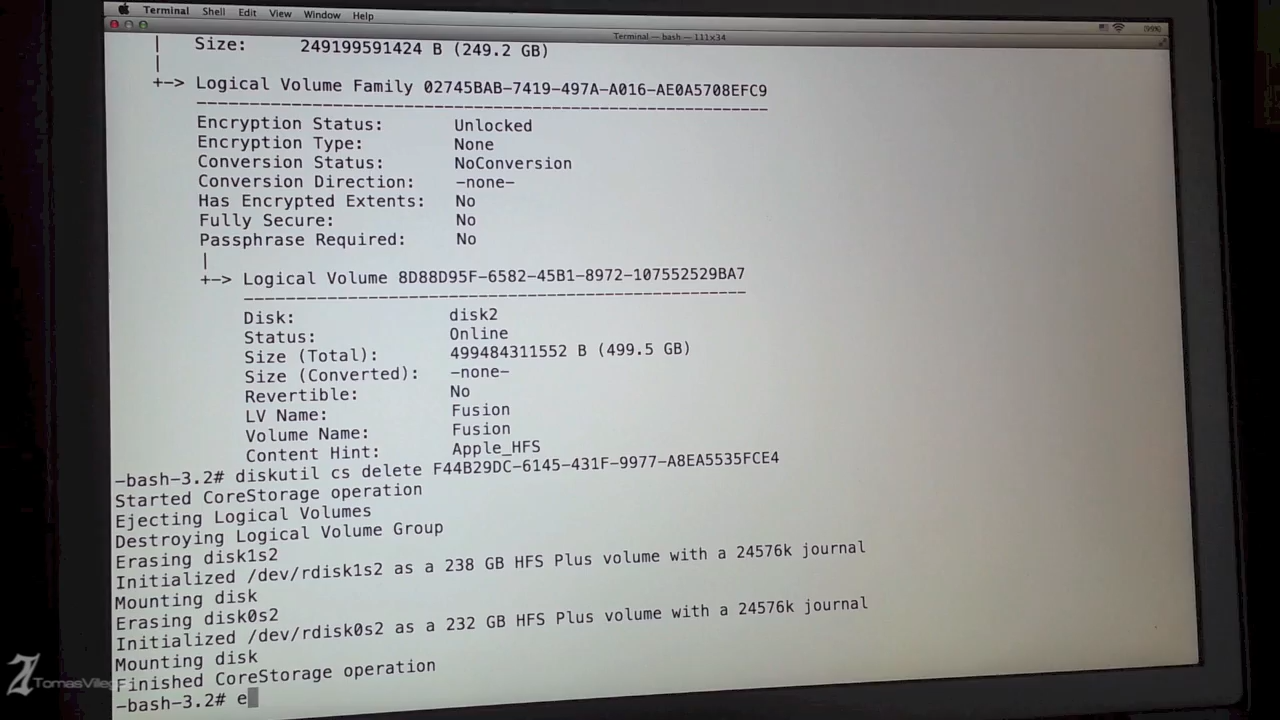 Terminal Shell Edit View Window Help
Terminal — bash — 111×34
| Size: 249199591424 B (249.2 GB)
|
+-> Logical Volume Family 02745BAB-7419-497A-A016-AE0A5708EFC9
----------------------------------------------------------
Encryption Status: Unlocked
Encryption Type: None
Conversion Status: NoConversion
Conversion Direction: -none-
Has Encrypted Extents: No
Fully Secure: No
Passphrase Required: No
|
+-> Logical Volume 8D88D95F-6582-45B1-8972-107552529BA7
---------------------------------------------------
Disk: disk2
Status: Online
Size (Total): 499484311552 B (499.5 GB)
Size (Converted): -none-
Revertible: No
LV Name: Fusion
Volume Name: Fusion
Content Hint: Apple_HFS
-bash-3.2# diskutil cs delete F44B29DC-6145-431F-9977-A8EA5535FCE4
Started CoreStorage operation
Ejecting Logical Volumes
Destroying Logical Volume Group
Erasing disk1s2
Initialized /dev/rdisk1s2 as a 238 GB HFS Plus volume with a 24576k journal
Mounting disk
Erasing disk0s2
Initialized /dev/rdisk0s2 as a 232 GB HFS Plus volume with a 24576k journal
Mounting disk
Finished CoreStorage operation
-bash-3.2# e